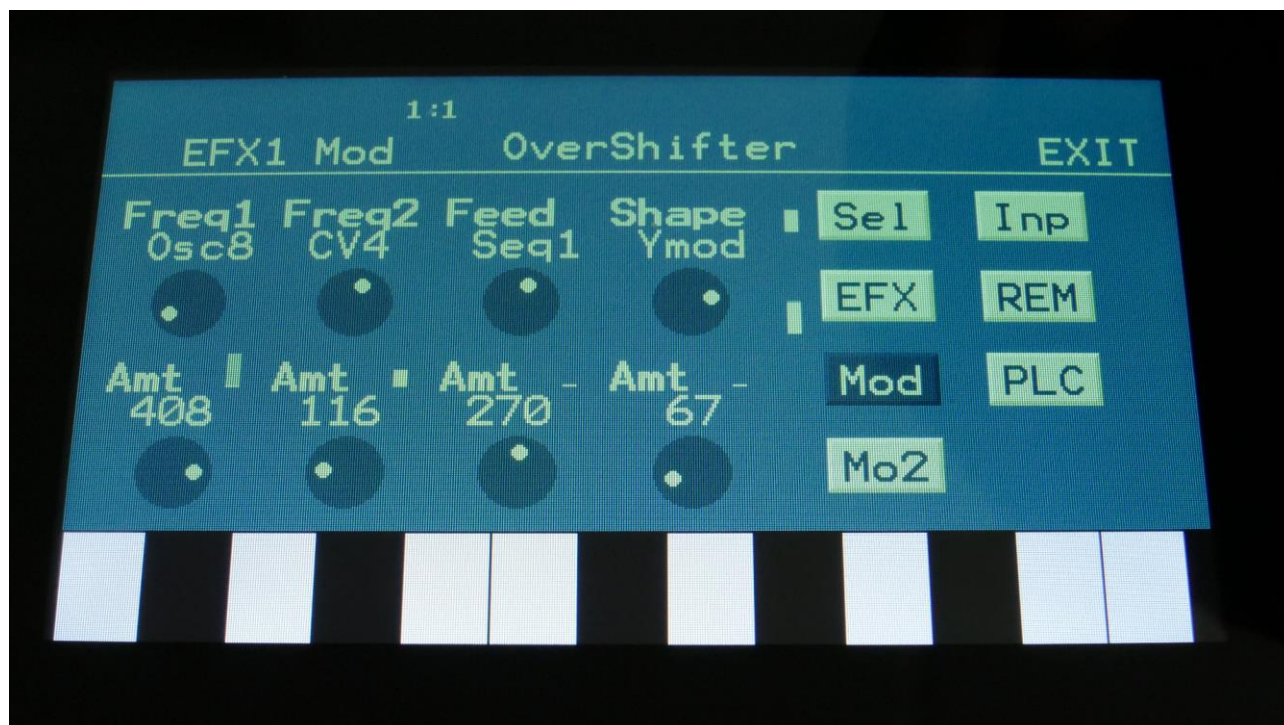 1:1
EFX1 Mod OverShifter EXIT
Freq1 Freq2 Feed Shape Sel Inp
Osc8 CV4 Seq1 Ymod
EFX REM
Amt Amt Amt Amt Mod PLC
408 116 270 67
Mo2